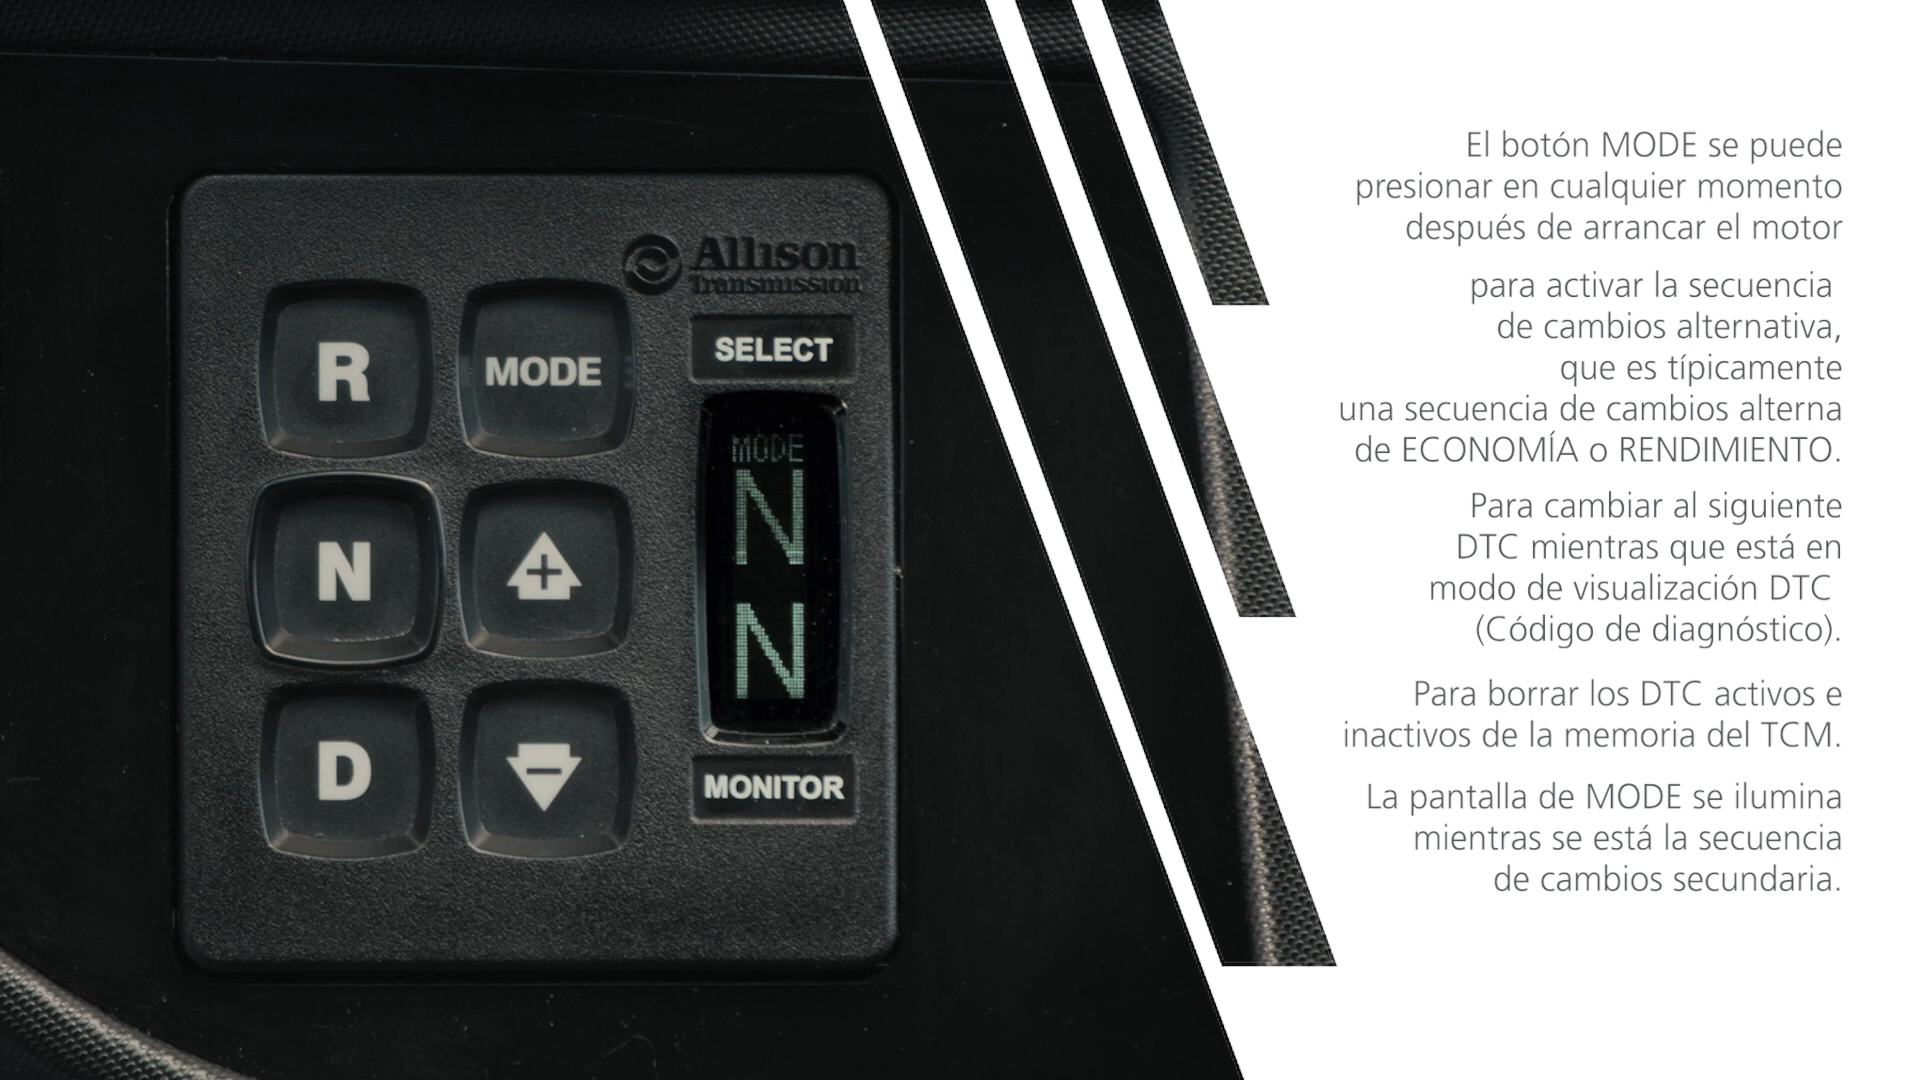 Allison
Transmission
R
MODE
SELECT
MODE
N
N
N
+
D
-
MONITOR
El botón MODE se puede
presionar en cualquier momento
después de arrancar el motor
para activar la secuencia
de cambios alternativa,
que es típicamente
una secuencia de cambios alterna
de ECONOMÍA o RENDIMIENTO.
Para cambiar al siguiente
DTC mientras que está en
modo de visualización DTC
(Código de diagnóstico).
Para borrar los DTC activos e
inactivos de la memoria del TCM.
La pantalla de MODE se ilumina
mientras se está la secuencia
de cambios secundaria.